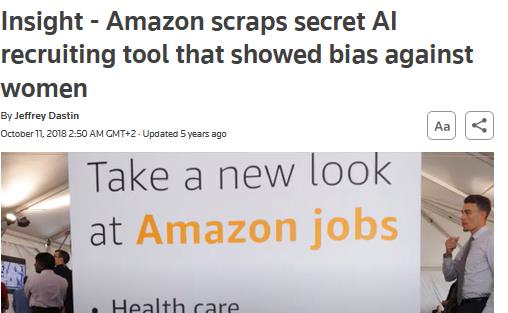 Insight - Amazon scraps secret AI
recruiting tool that showed bias against
women
By Jeffrey Dastin
October 11, 2018 2:50 AM GMT+2 · Updated 5 years ago
Aa
Take a new look
at Amazon jobs
• Health care